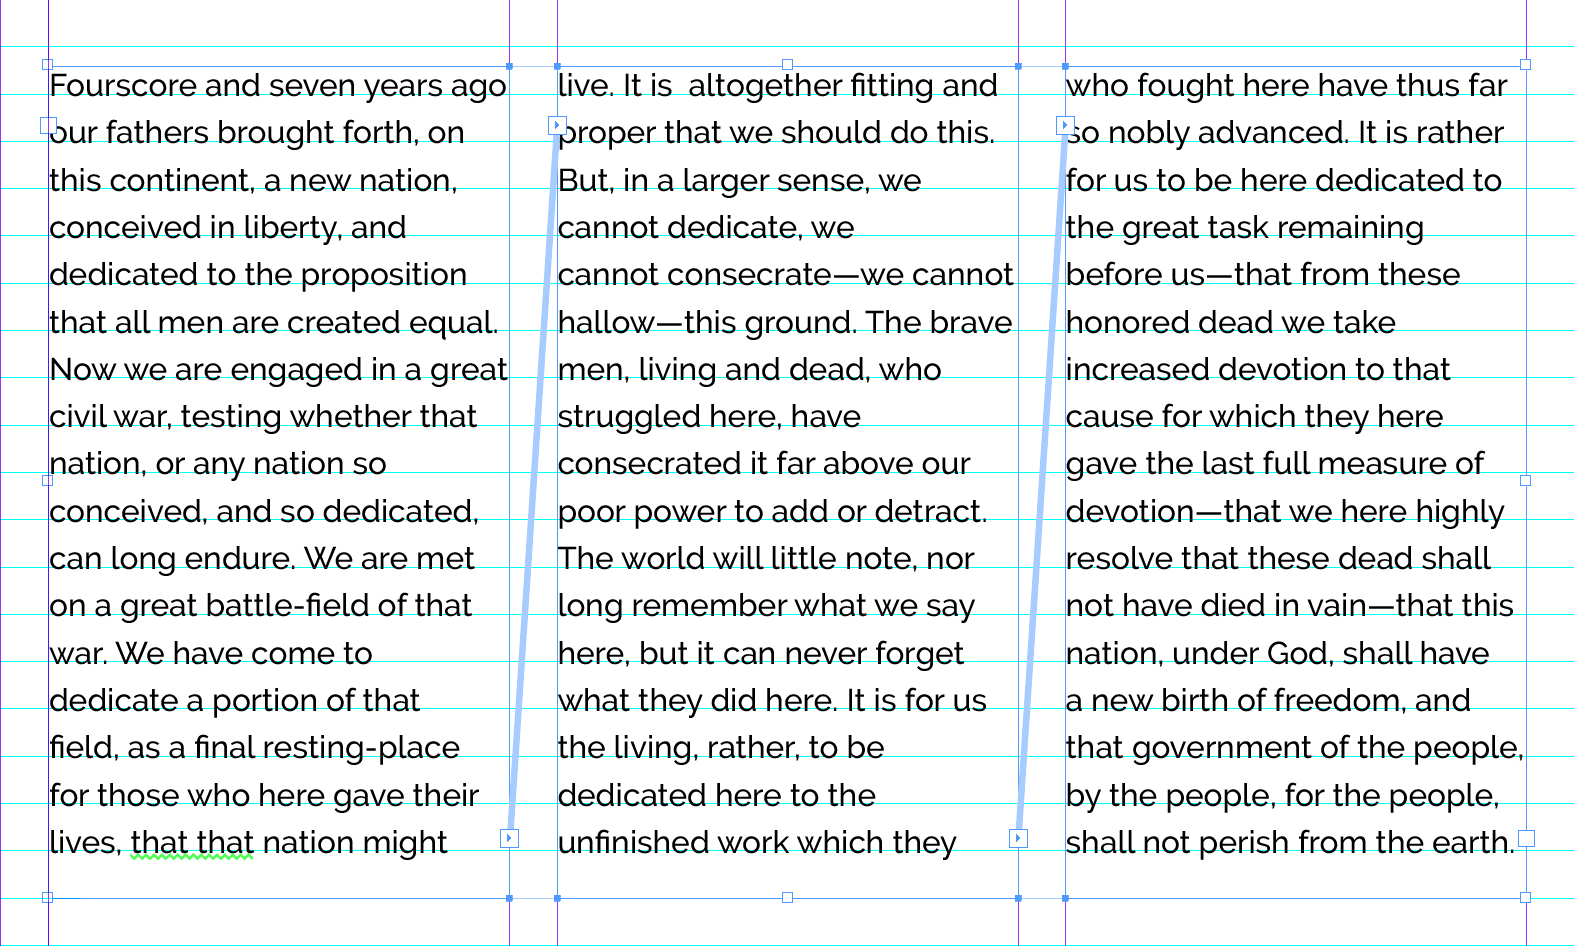 Fourscore and seven years ago
our fathers brought forth, on
this continent, a new nation,
conceived in liberty, and
dedicated to the proposition
that all men are created equal.
Now we are engaged in a great
civil war, testing whether that
nation, or any nation so
conceived, and so dedicated,
can long endure. We are met
on a great battle-field of that
war. We have come to
dedicate a portion of that
field, as a final resting-place
for those who here gave their
lives, that that nation might
live. It is  altogether fitting and
proper that we should do this.
But, in a larger sense, we
cannot dedicate, we
cannot consecrate—we cannot
hallow—this ground. The brave
men, living and dead, who
struggled here, have
consecrated it far above our
poor power to add or detract.
The world will little note, nor
long remember what we say
here, but it can never forget
what they did here. It is for us
the living, rather, to be
dedicated here to the
unfinished work which they
who fought here have thus far
so nobly advanced. It is rather
for us to be here dedicated to
the great task remaining
before us—that from these
honored dead we take
increased devotion to that
cause for which they here
gave the last full measure of
devotion—that we here highly
resolve that these dead shall
not have died in vain—that this
nation, under God, shall have
a new birth of freedom, and
that government of the people,
by the people, for the people,
shall not perish from the earth.